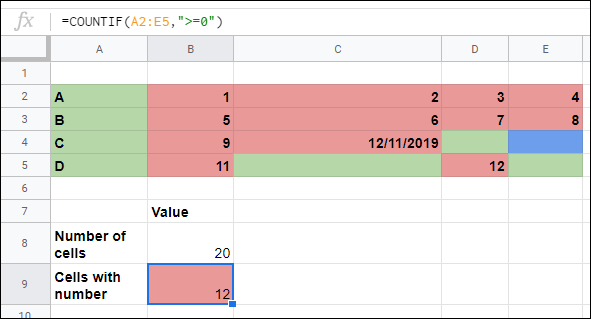 fx =COUNTIF(A2:E5,">=0")
A B C D E
1
2 A 1 2 3 4
3 B 5 6 7 8
4 C 9 12/11/2019
5 D 11 12
6
7 Value
8 Number of
cells 20
9 Cells with
number 12
10